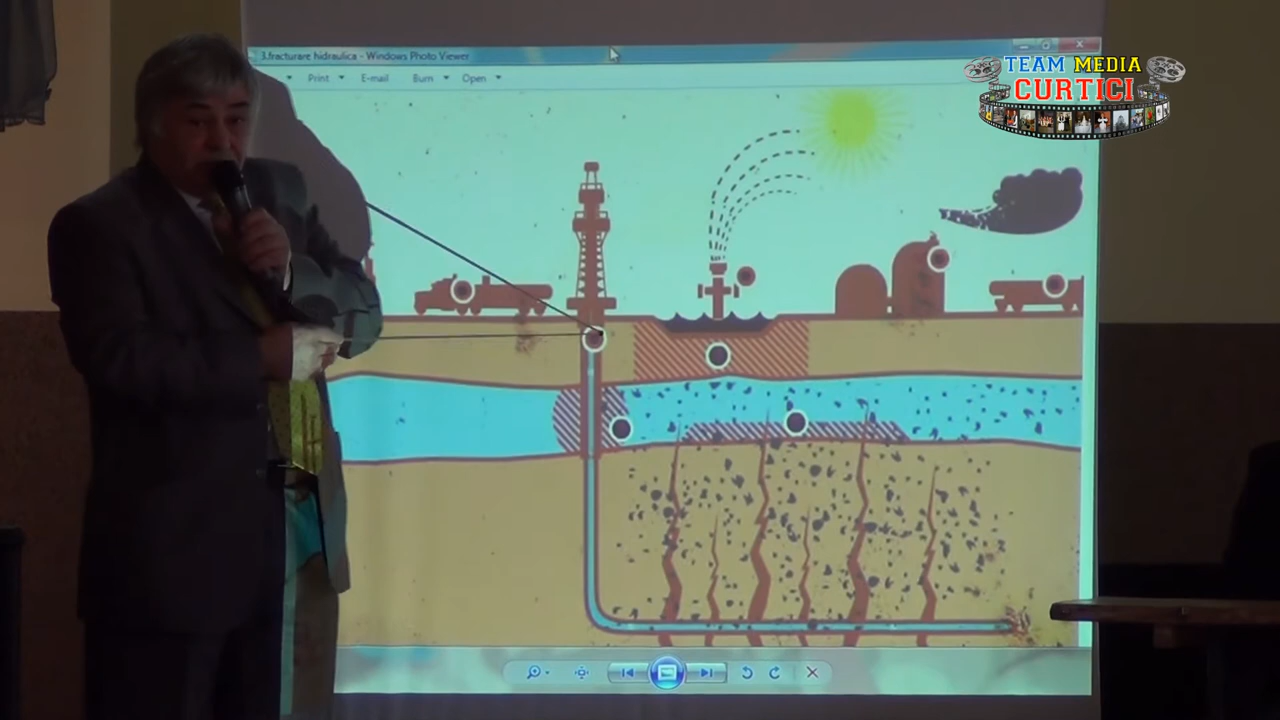 3.fracturare hidraulica - Windows Photo Viewer
Print E-mail Burn Open
TEAM MEDIA
CURTICI